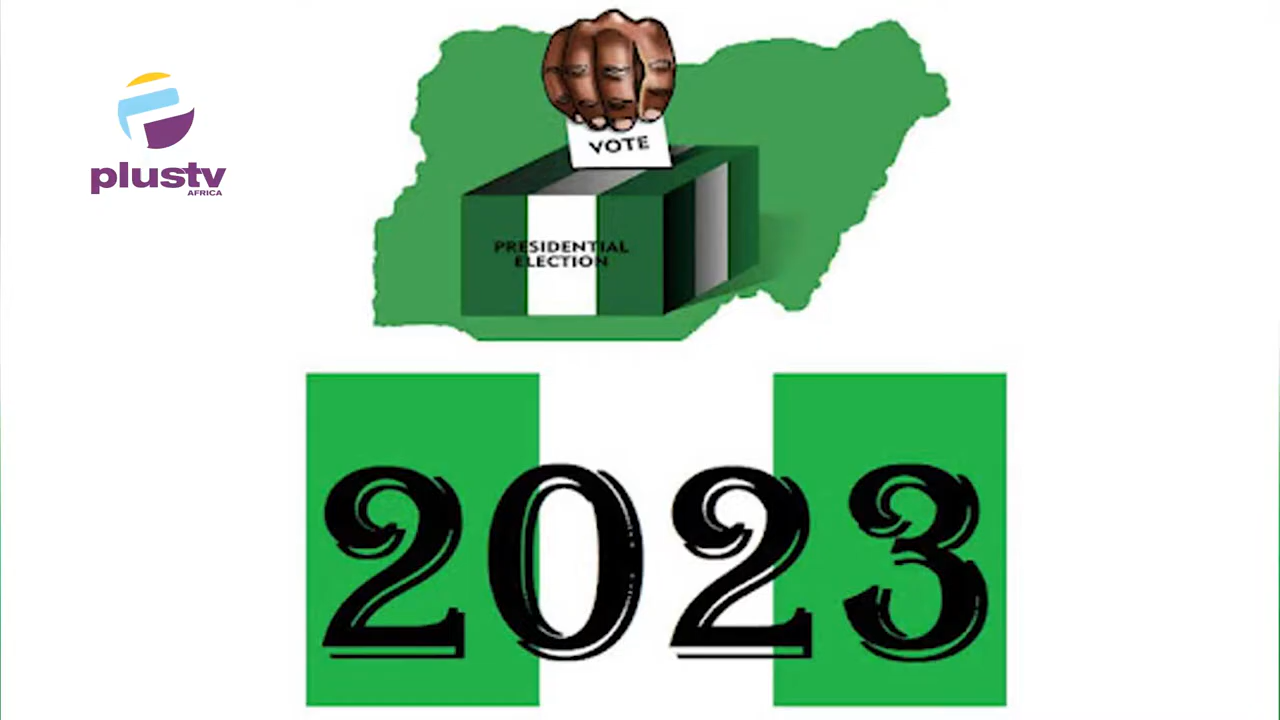 plustv
AFRICA
VOTE
PRESIDENTIAL
ELECTION
2023